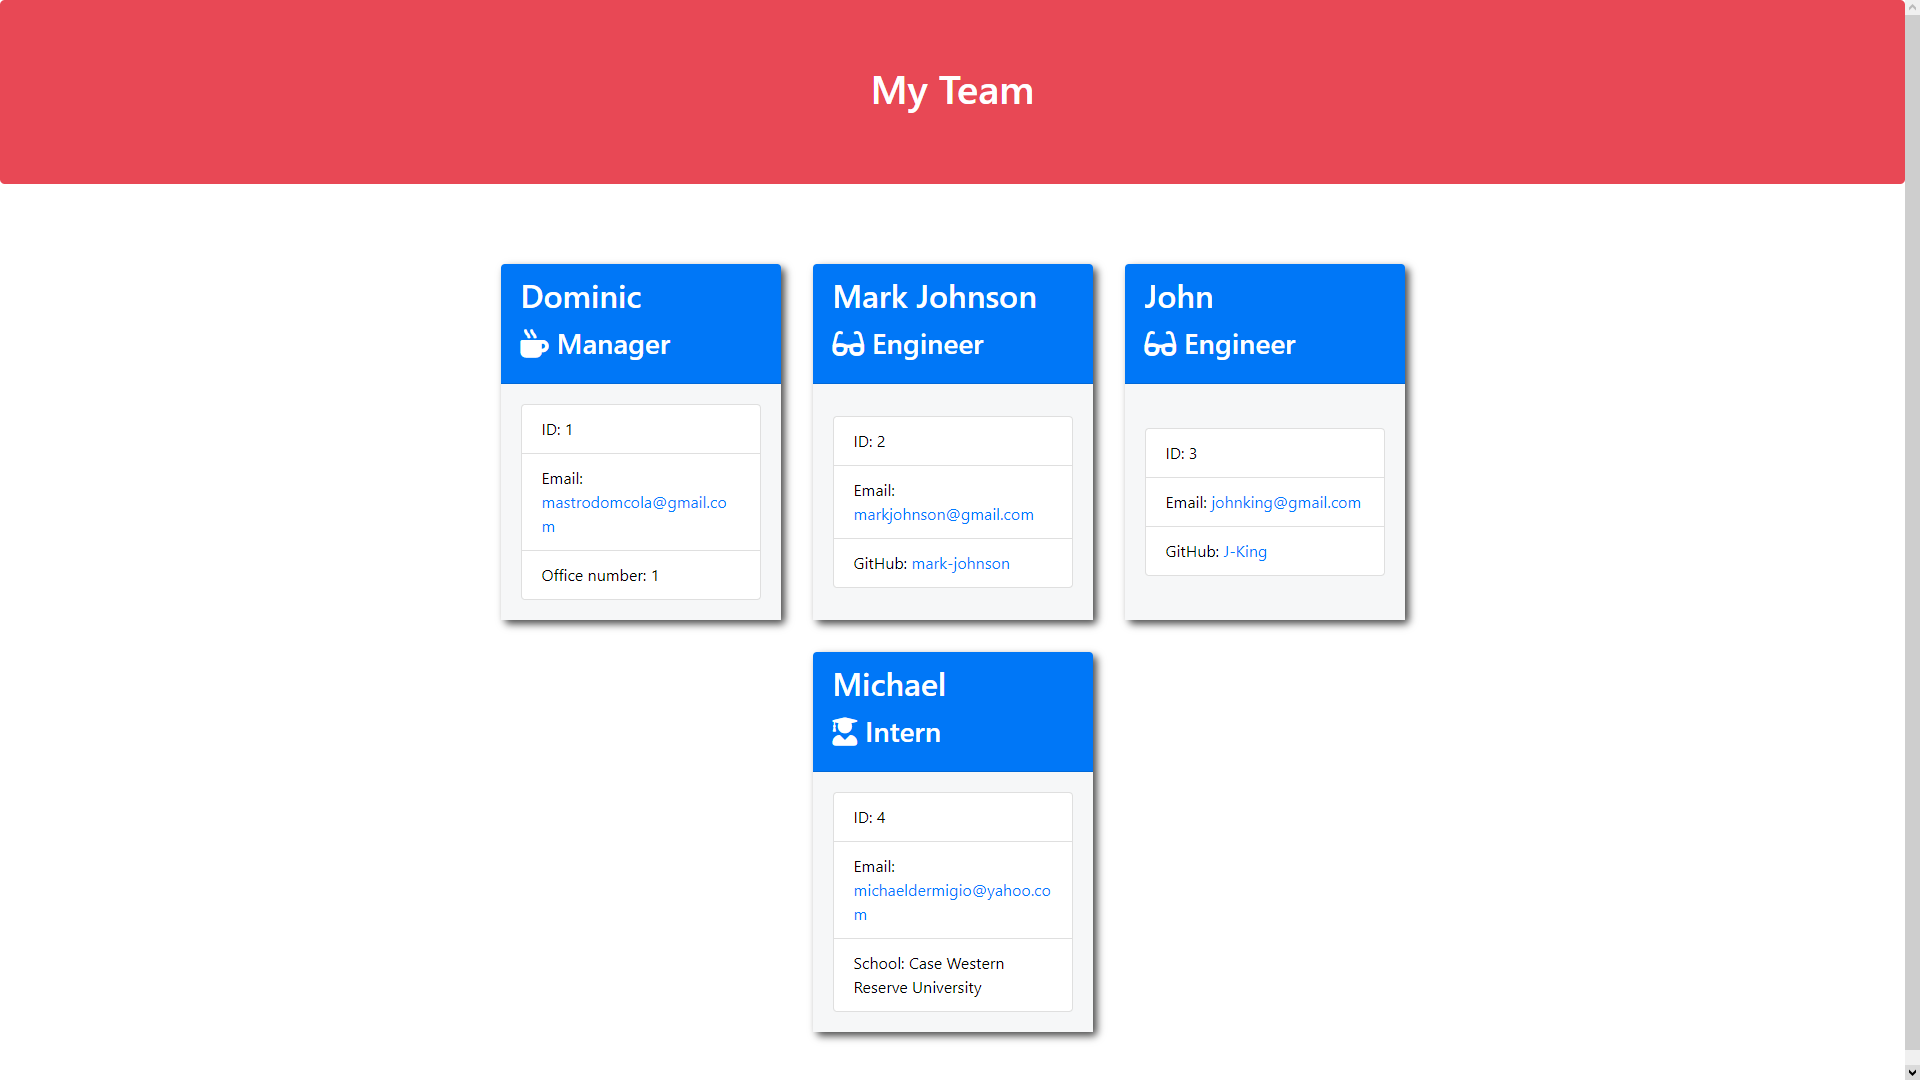 My Team
Dominic
Manager
ID: 1
Email:
mastrodomcola@gmail.co
m
Office number: 1
Mark Johnson
Engineer
ID: 2
Email:
markjohnson@gmail.com
GitHub: mark-johnson
John
Engineer
ID: 3
Email: johnking@gmail.com
GitHub: J-King
Michael
Intern
ID: 4
Email:
michaeldermigio@yahoo.co
m
School: Case Western
Reserve University